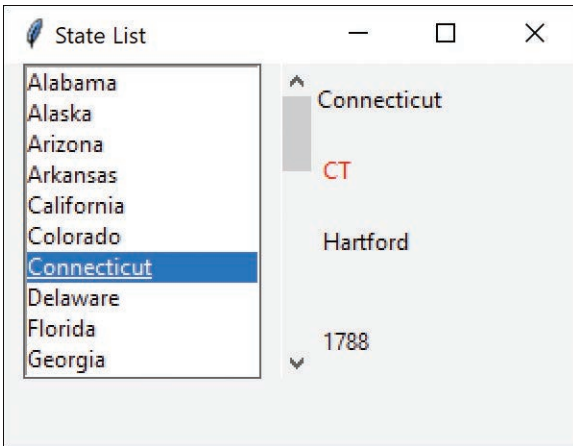 State List
Alabama
Alaska
Arizona
Arkansas
California
Colorado
Connecticut
Delaware
Florida
Georgia
Connecticut
CT
Hartford
1788